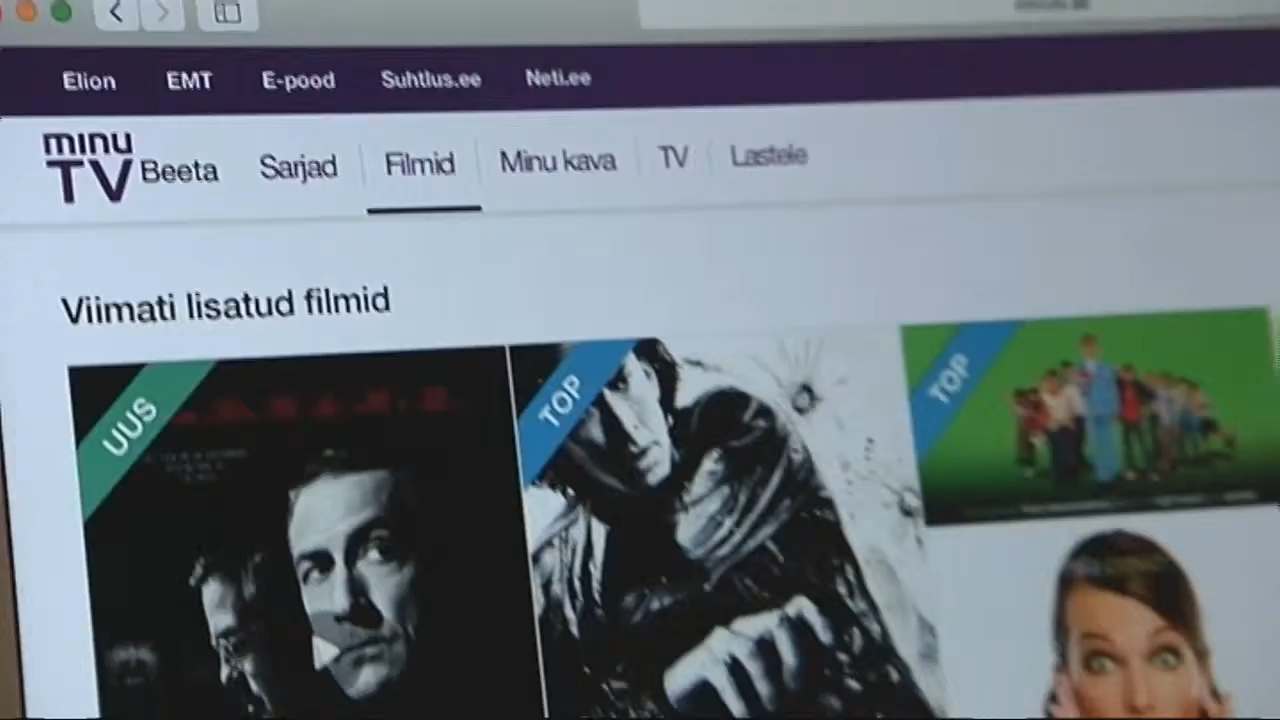 Elion EMT E-pood Suhtlus.ee Neti.ee
minu TV Beeta Sarjad Filmid Minu kava TV Lastele
Viimati lisatud filmid
UUS
TOP
TOP